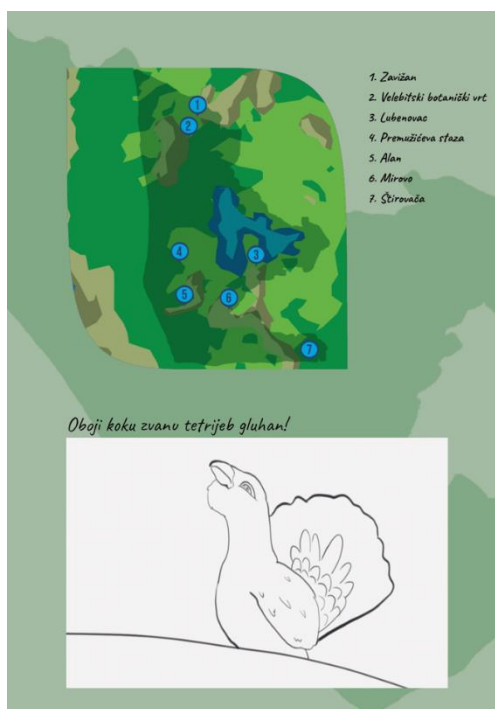 1. Zavižan
2. Velebitski botanički vrt
3. Lubenovac
4. Premužićeva staza
5. Alan
6. Mirovo
7. Štirovača
1
2
4
3
5
6
7
Oboji koku zvanu tetrijeb gluhan!